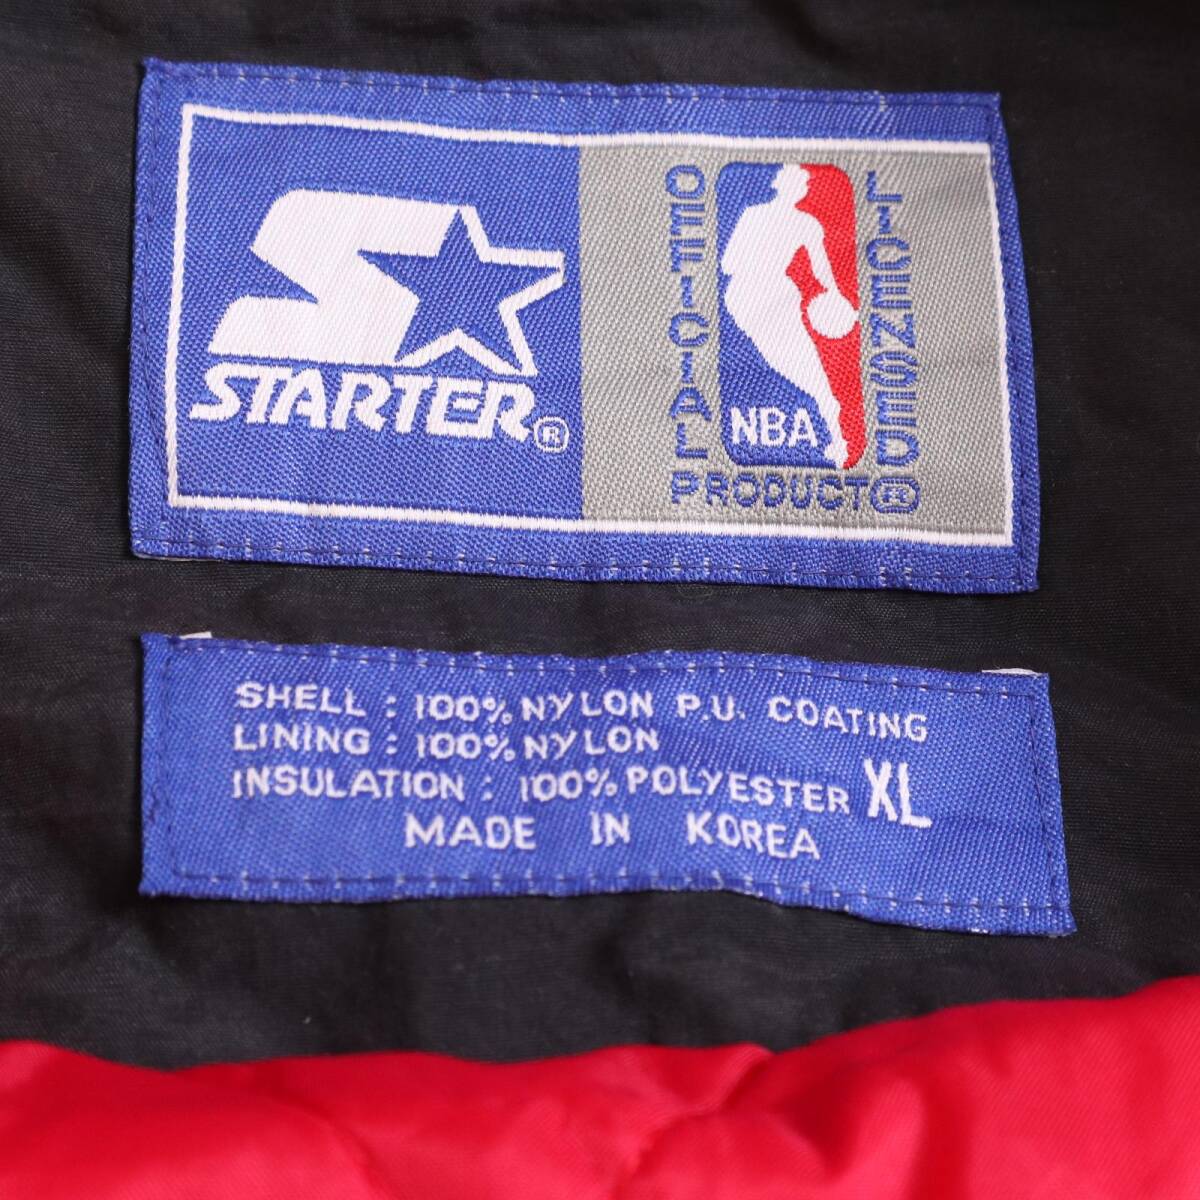 STARTER®
OFFICIAL
NBA
LICENSED
PRODUCT®
SHELL : 100% NYLON P.U. COATING
LINING : 100% NYLON
INSULATION : 100% POLYESTER XL
MADE IN KOREA